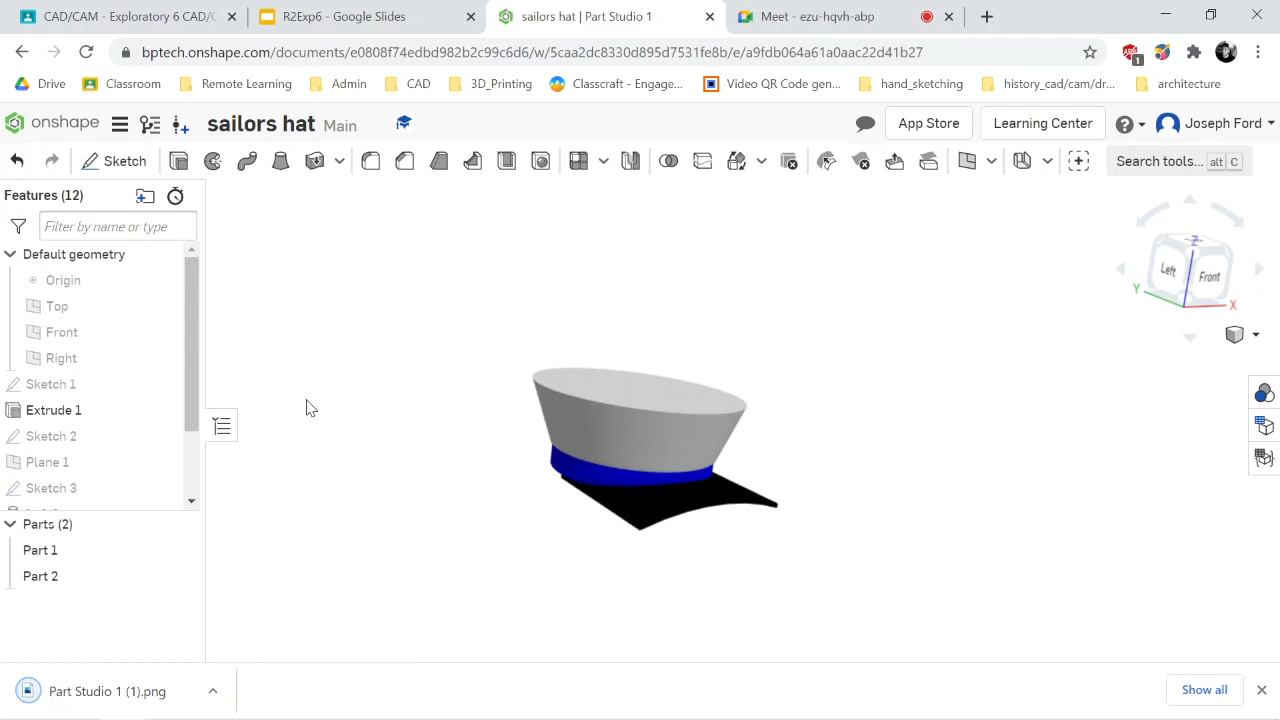 CAD/CAM - Exploratory 6 CAD/C
R2Exp6 - Google Slides
sailors hat | Part Studio 1
Meet - ezu-hqvh-abp
bptech.onshape.com/documents/e0808f74edbd982b2c99c6d6/w/5caa2dc8330d895d7531fe8b/e/a9fdb064a61a0aac22d41b27
1
Drive
Classroom
Remote Learning
Admin
CAD
3D_Printing
Classcraft - Engage...
Video QR Code gen...
hand_sketching
history_cad/cam/dr...
architecture
onshape
sailors hat Main
App Store
Learning Center
Joseph Ford
Sketch
Search tools... alt C
Features (12)
Filter by name or type
Default geometry
Origin
Top
Front
Right
Sketch 1
Extrude 1
Sketch 2
Plane 1
Sketch 3
Parts (2)
Part 1
Part 2
Z
Left
Front
Y
X
Part Studio 1 (1).png
Show all